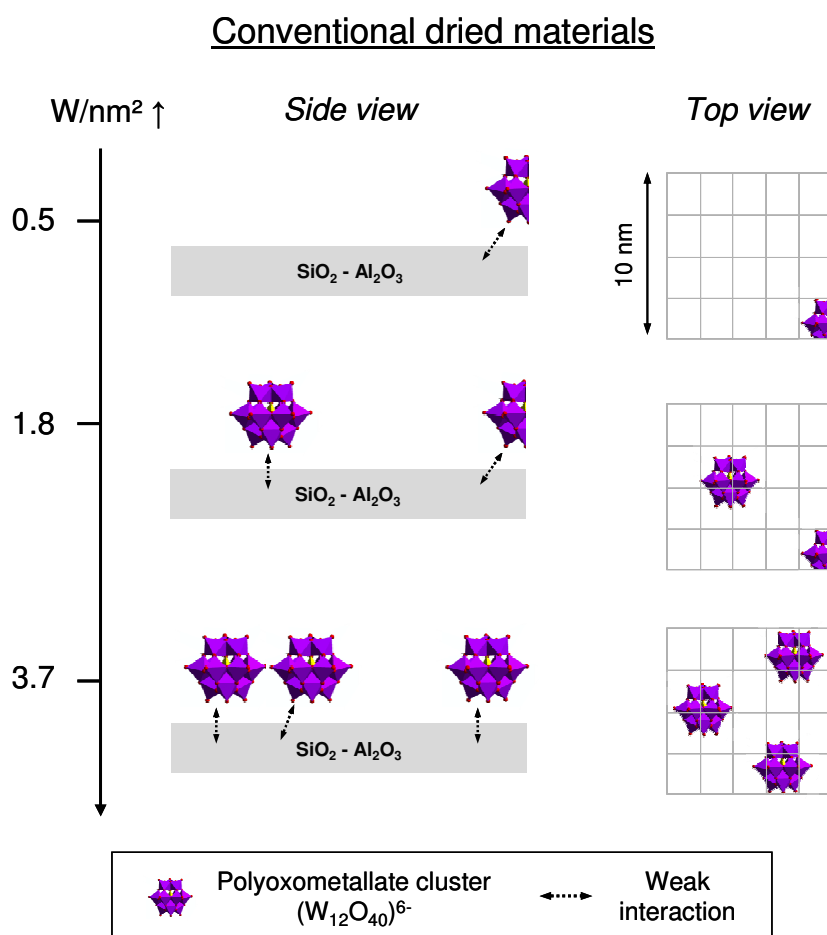 Conventional dried materials
W/nm² ↑
Side view
Top view
0.5
SiO₂ - Al₂O₃
10 nm
1.8
SiO₂ - Al₂O₃
3.7
SiO₂ - Al₂O₃
Polyoxometallate cluster
(W₁₂O₄₀)⁶⁻
Weak
interaction